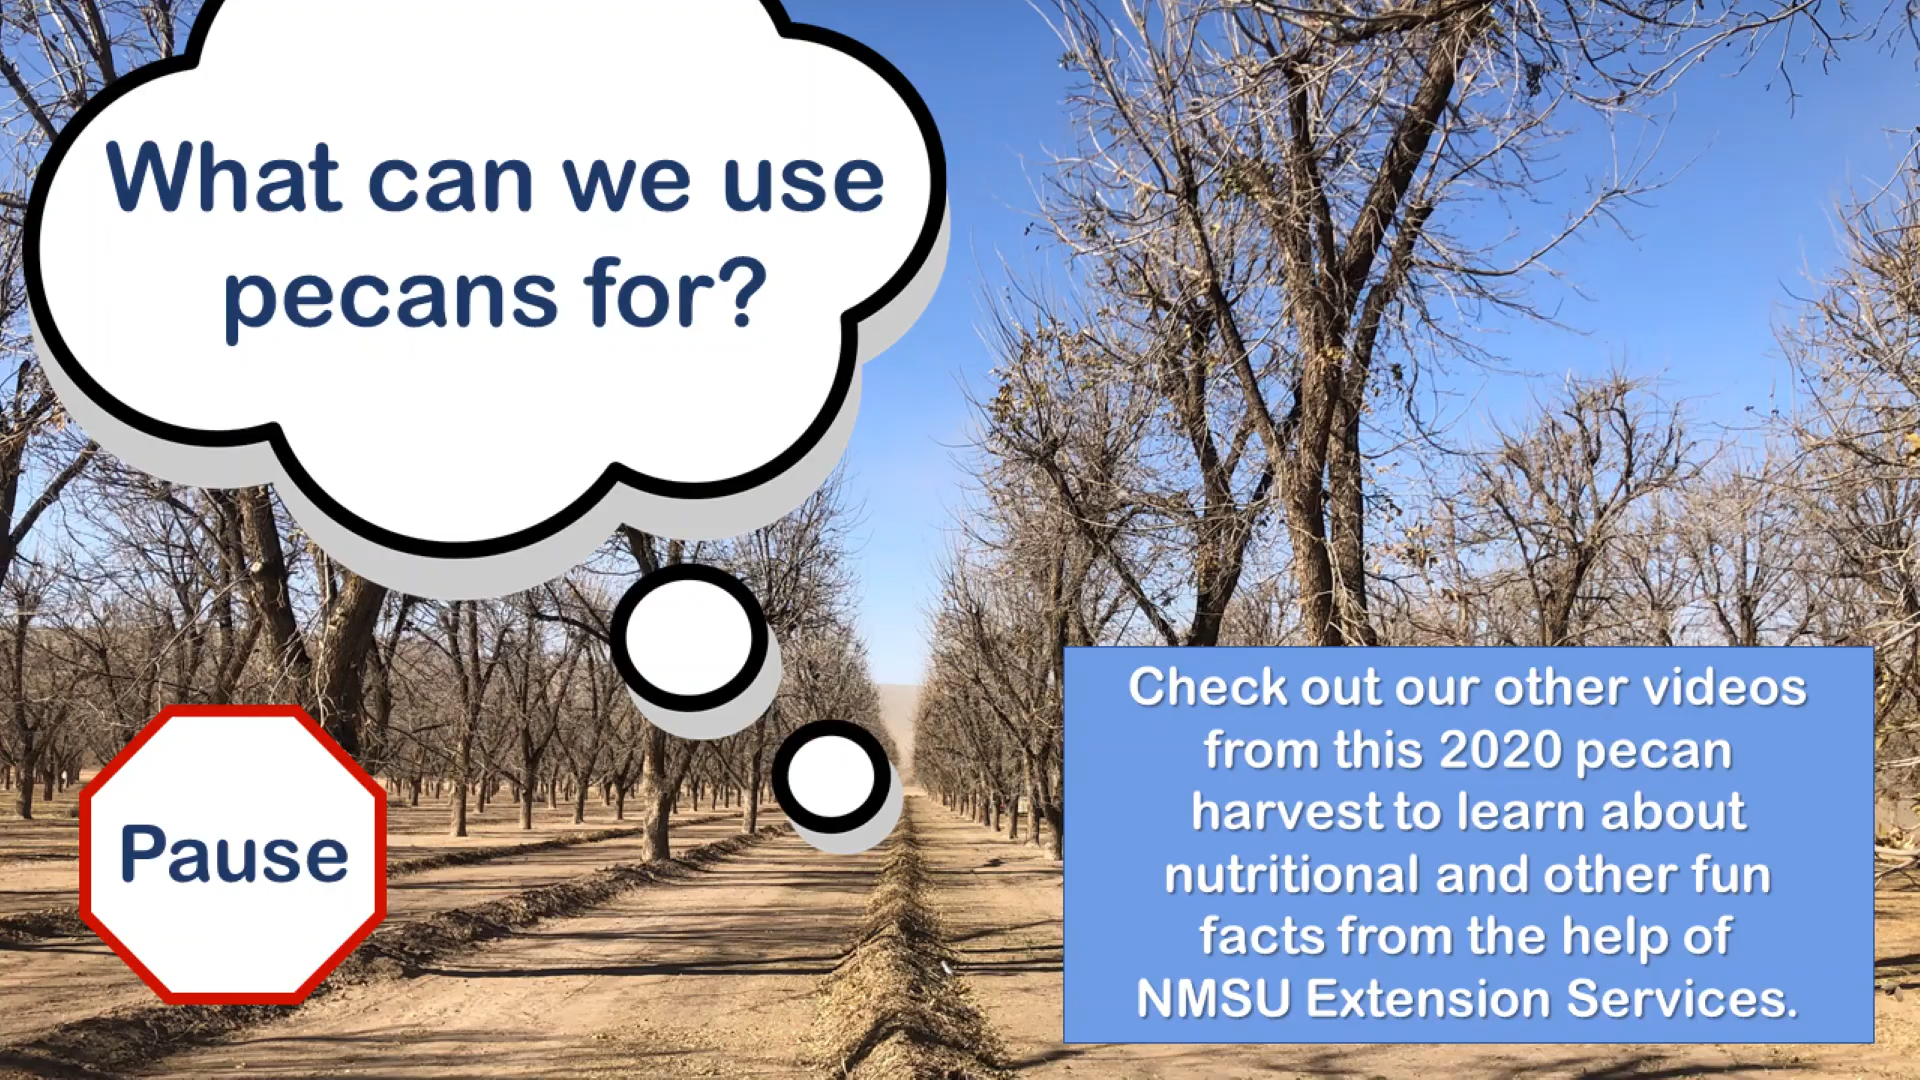 What can we use
pecans for?
Pause
Check out our other videos
from this 2020 pecan
harvest to learn about
nutritional and other fun
facts from the help of
NMSU Extension Services.